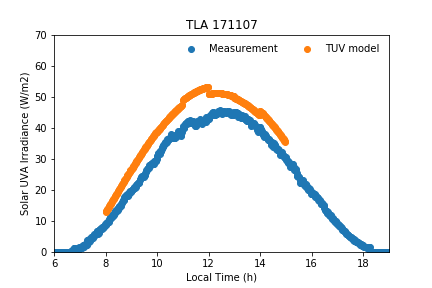 TLA 171107
Measurement TUV model
Solar UVA Irradiance (W/m2)
70
60
50
40
30
20
10
0
6 8 10 12 14 16 18
Local Time (h)